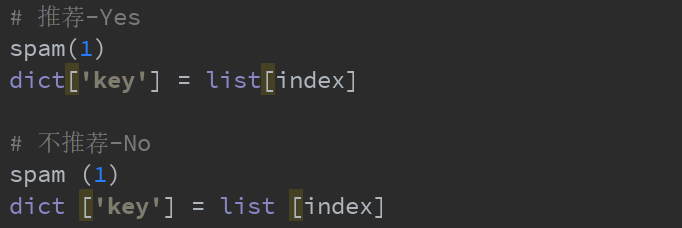 # 推荐-Yes
spam(1)
dict['key'] = list[index]
# 不推荐-No
spam (1)
dict ['key'] = list [index]